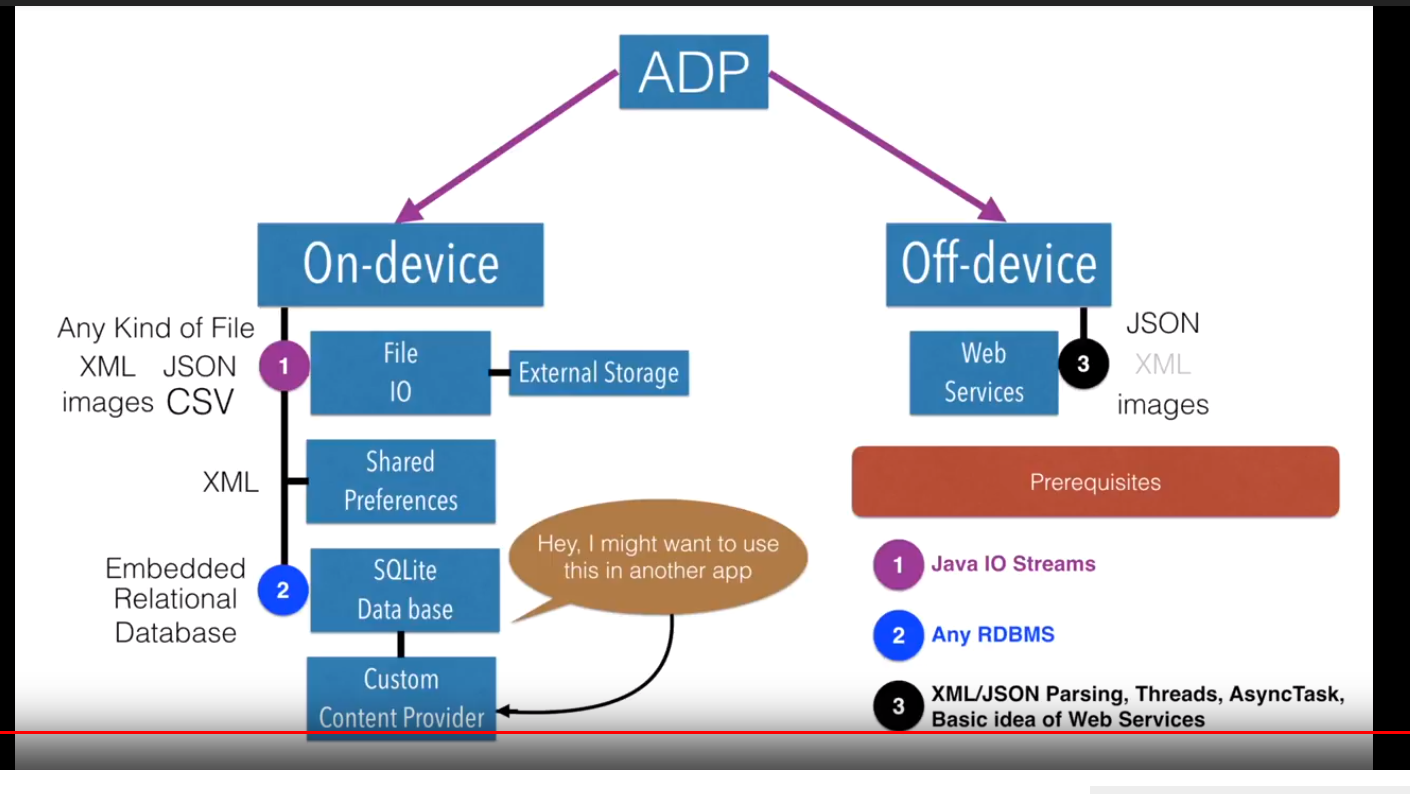 ADP
On-device
Off-device
Any Kind of File
XML JSON
images CSV
1
File
IO
External Storage
XML
Shared
Preferences
Embedded
Relational
Database
2
SQLite
Data base
Hey, I might want to use
this in another app
Custom
Content Provider
Web
Services
3
JSON
XML
images
Prerequisites
1 Java IO Streams
2 Any RDBMS
3 XML/JSON Parsing, Threads, AsyncTask,
Basic idea of Web Services